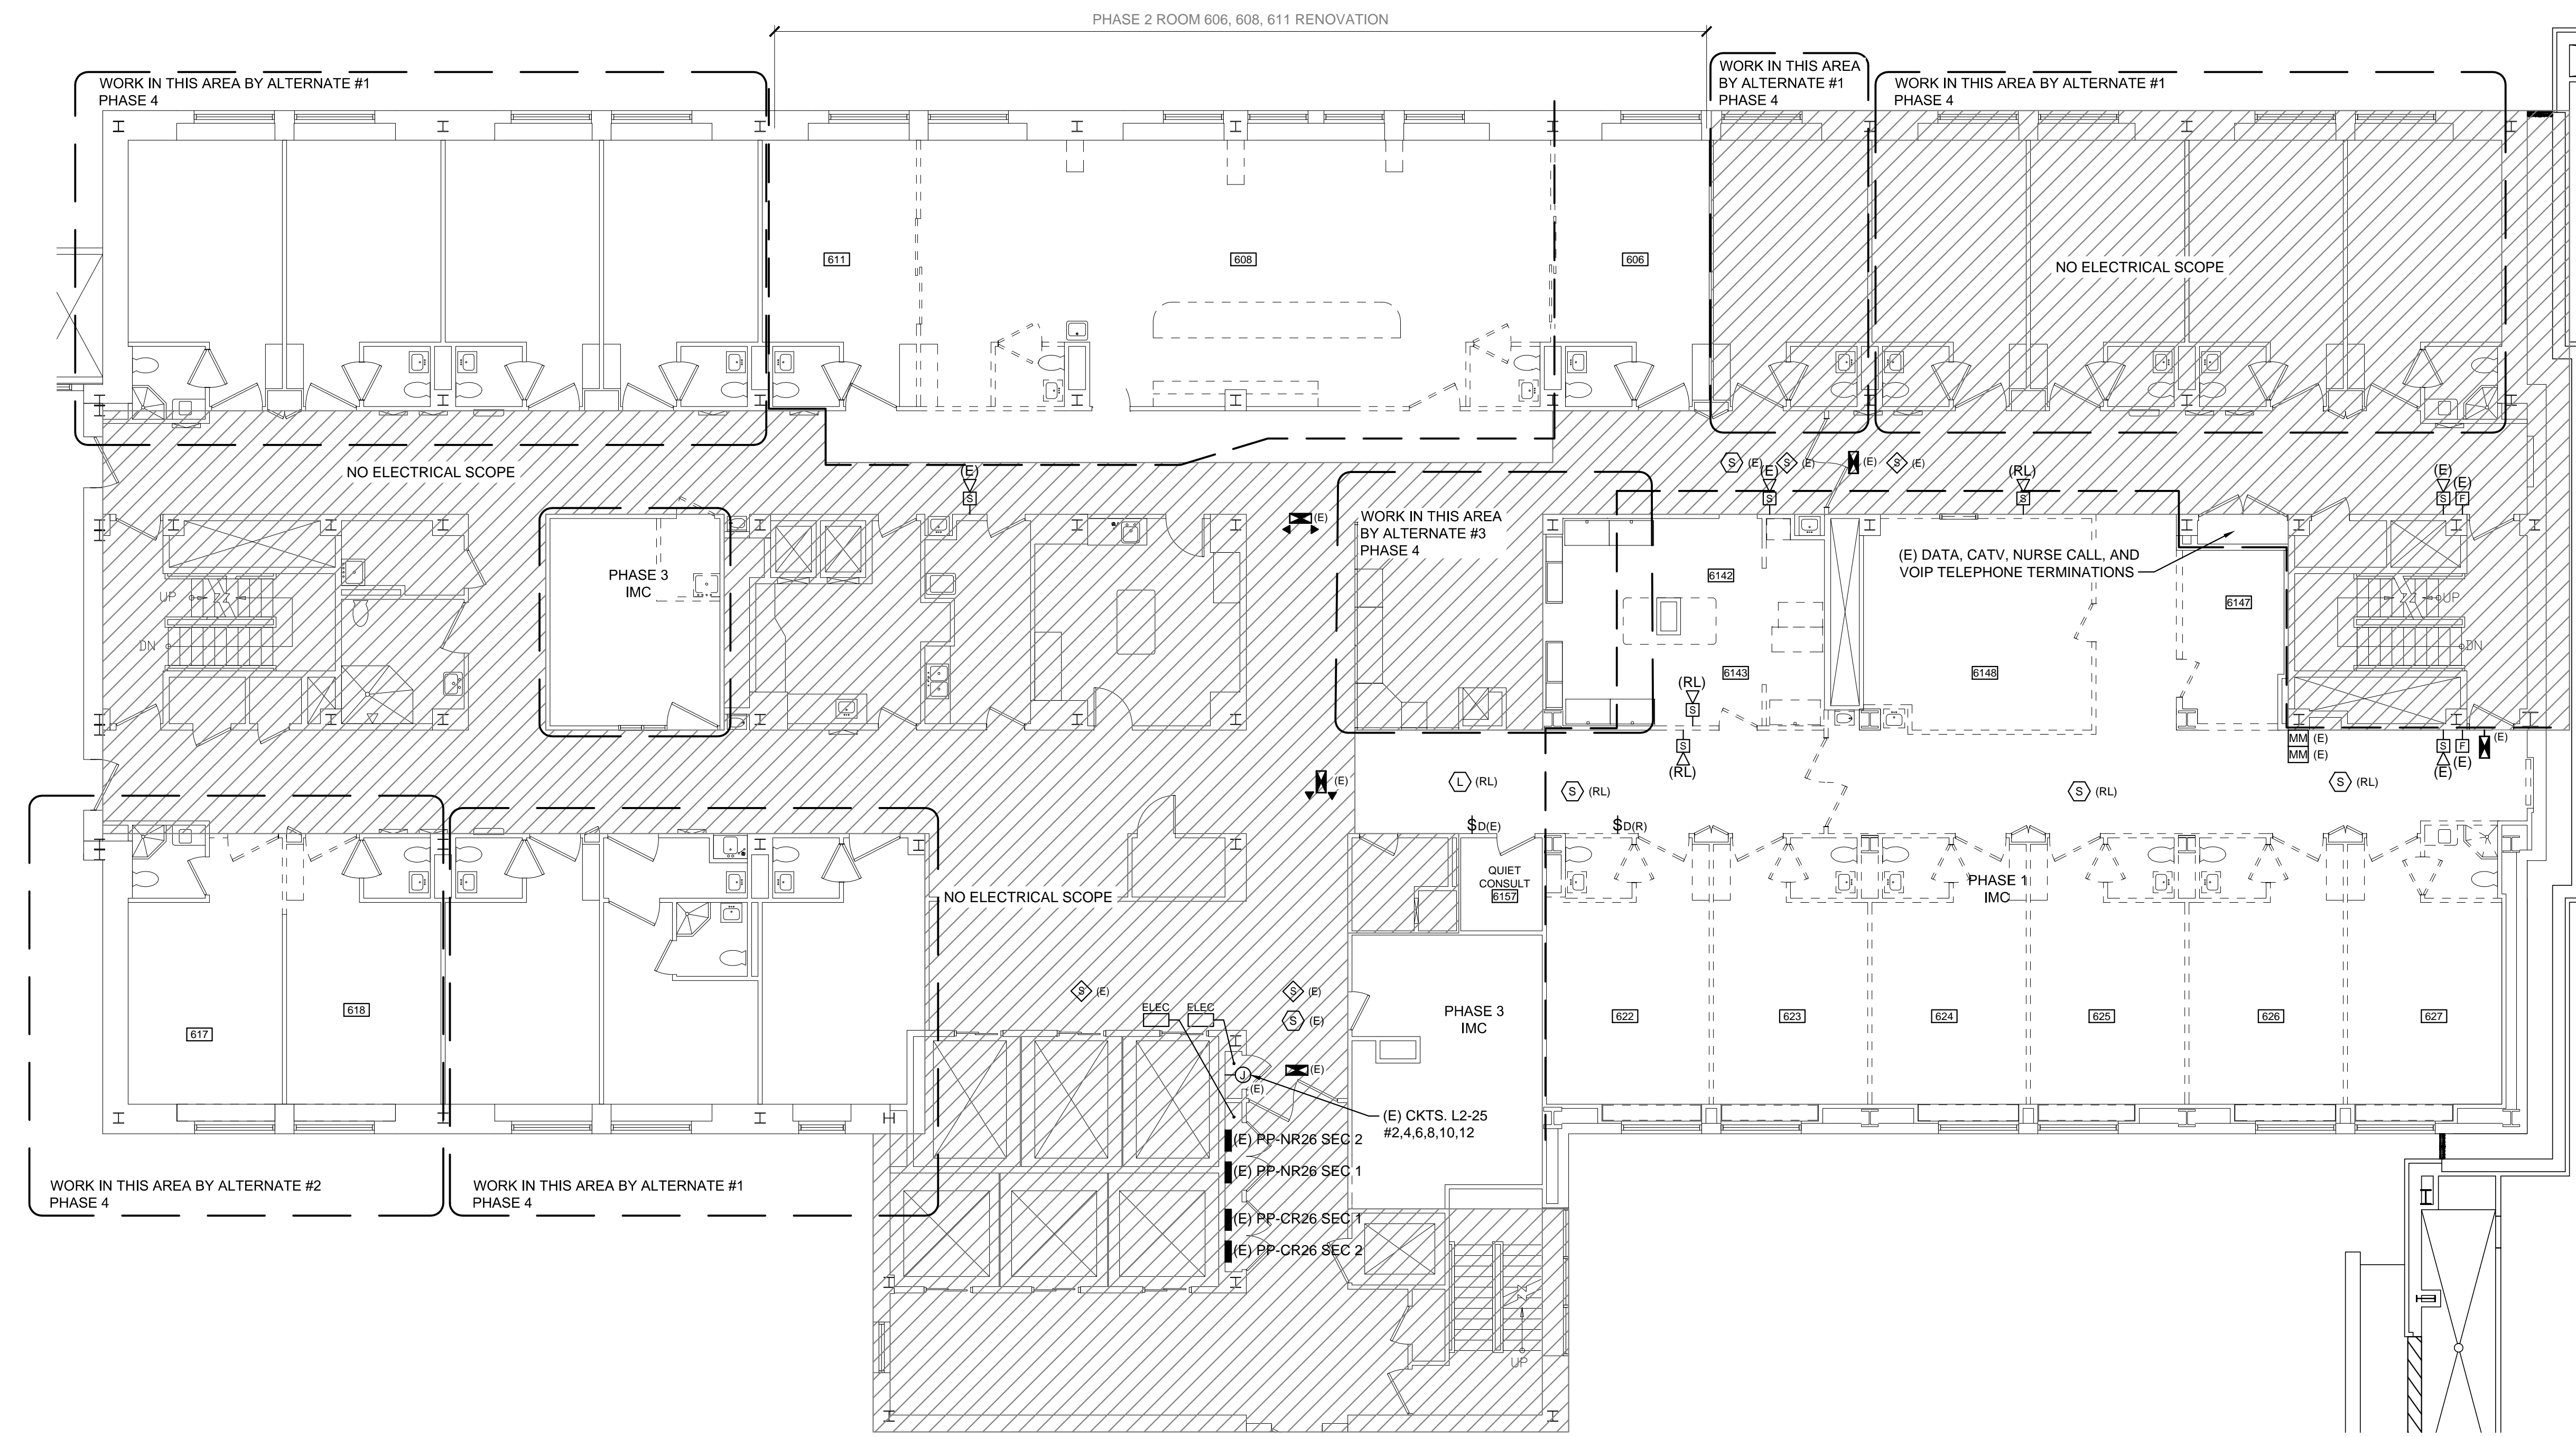 PHASE 2 ROOM 606, 608, 611 RENOVATION
WORK IN THIS AREA BY ALTERNATE #1
PHASE 4
WORK IN THIS AREA
BY ALTERNATE #1
PHASE 4
WORK IN THIS AREA BY ALTERNATE #1
PHASE 4
611
608
606
NO ELECTRICAL SCOPE
NO ELECTRICAL SCOPE
(E)
S
S (E)
(E)
S
S (E)
(E)
S (E)
(RL)
S
(E)
S
(E)
F
(E)
WORK IN THIS AREA
BY ALTERNATE #3
PHASE 4
PHASE 3
IMC
UP
DN
6142
6143
(RL)
S
S
(RL)
(E) DATA, CATV, NURSE CALL, AND
VOIP TELEPHONE TERMINATIONS
6147
6148
UP
DN
MM (E)
MM (E)
S
(E)
F
(E)
(E)
(E)
L (RL)
S (RL)
S (RL)
S (RL)
$D(E)
$D(R)
QUIET
CONSULT
6157
PHASE 1
IMC
NO ELECTRICAL SCOPE
617
618
S (E)
ELEC
ELEC
S (E)
S (E)
PHASE 3
IMC
622
623
624
625
626
627
J
(E)
(E)
(E) CKTS. L2-25
#2,4,6,8,10,12
(E) PP-NR26 SEC 2
(E) PP-NR26 SEC 1
(E) PP-CR26 SEC 1
(E) PP-CR26 SEC 2
WORK IN THIS AREA BY ALTERNATE #2
PHASE 4
WORK IN THIS AREA BY ALTERNATE #1
PHASE 4
UP